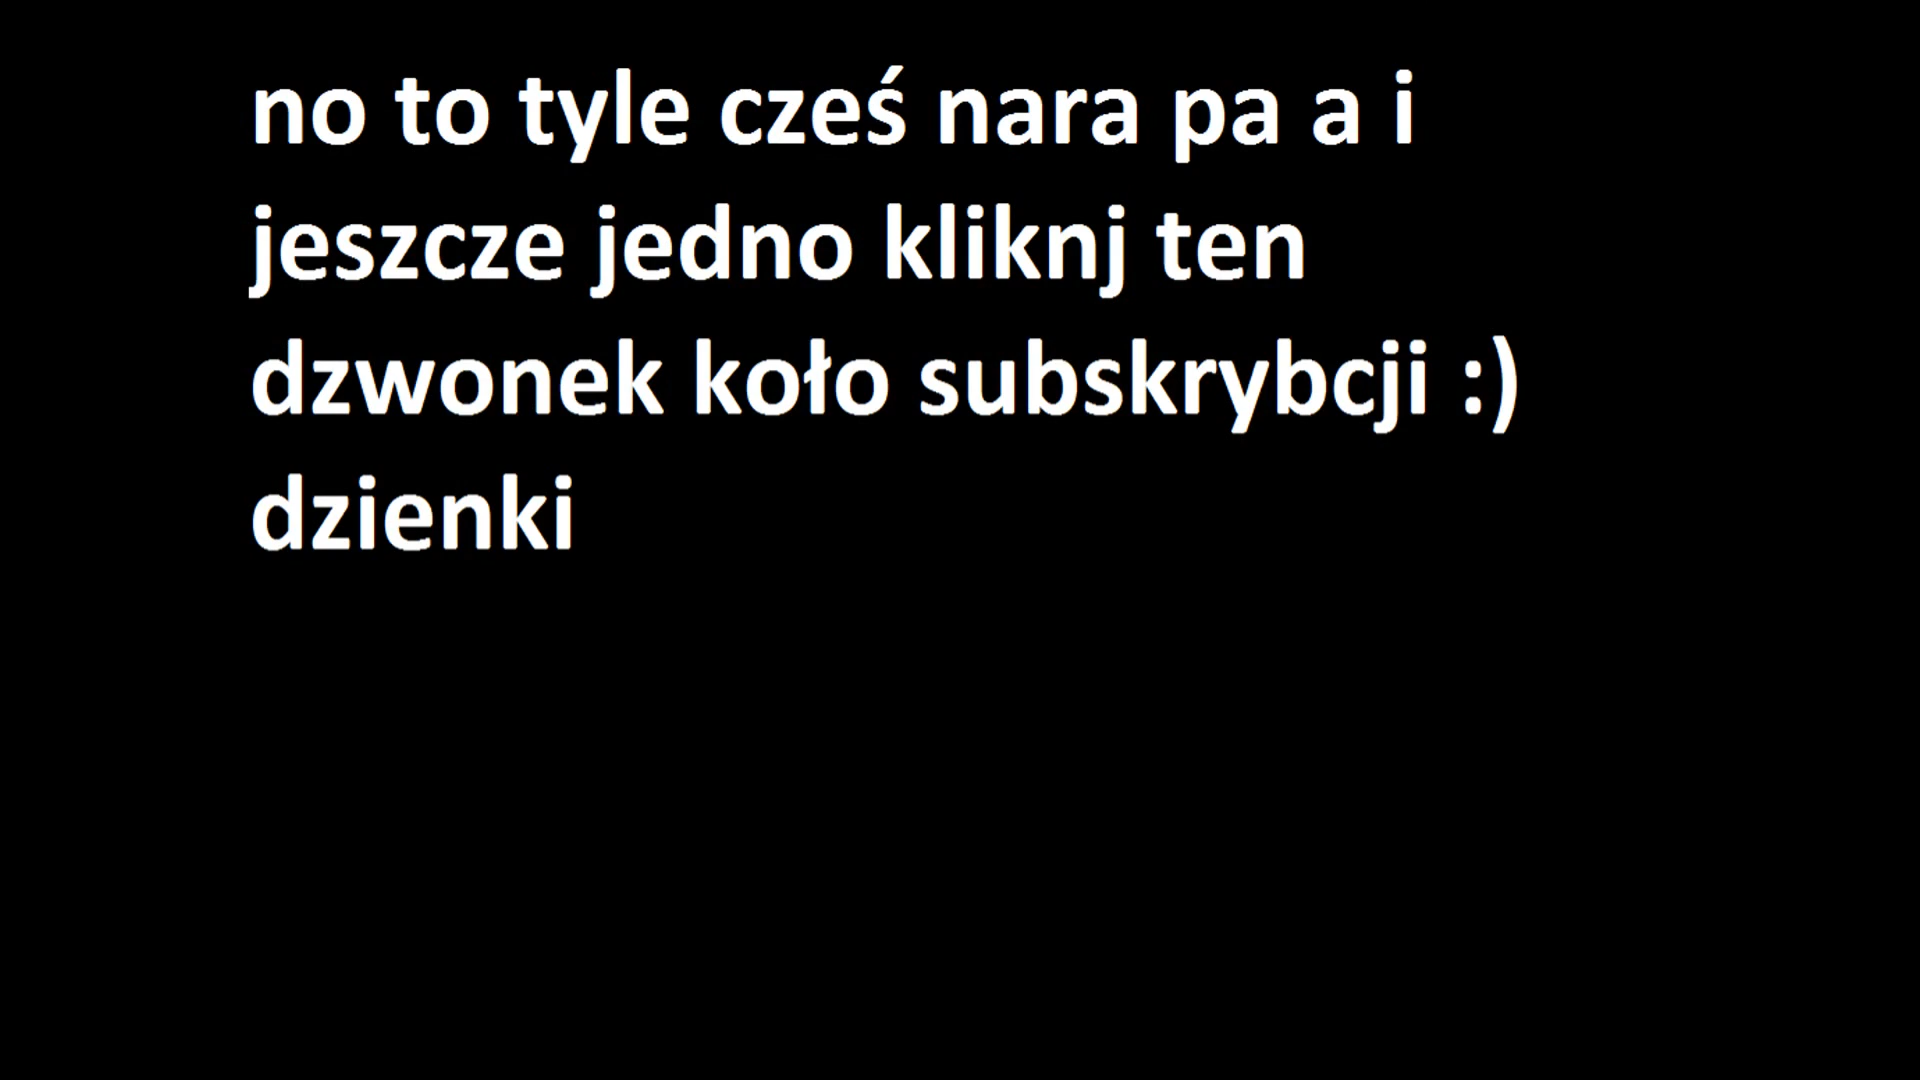 no to tyle cześ nara pa a i
jeszcze jedno kliknj ten
dzwonek koło subskrybcji :)
dzienki